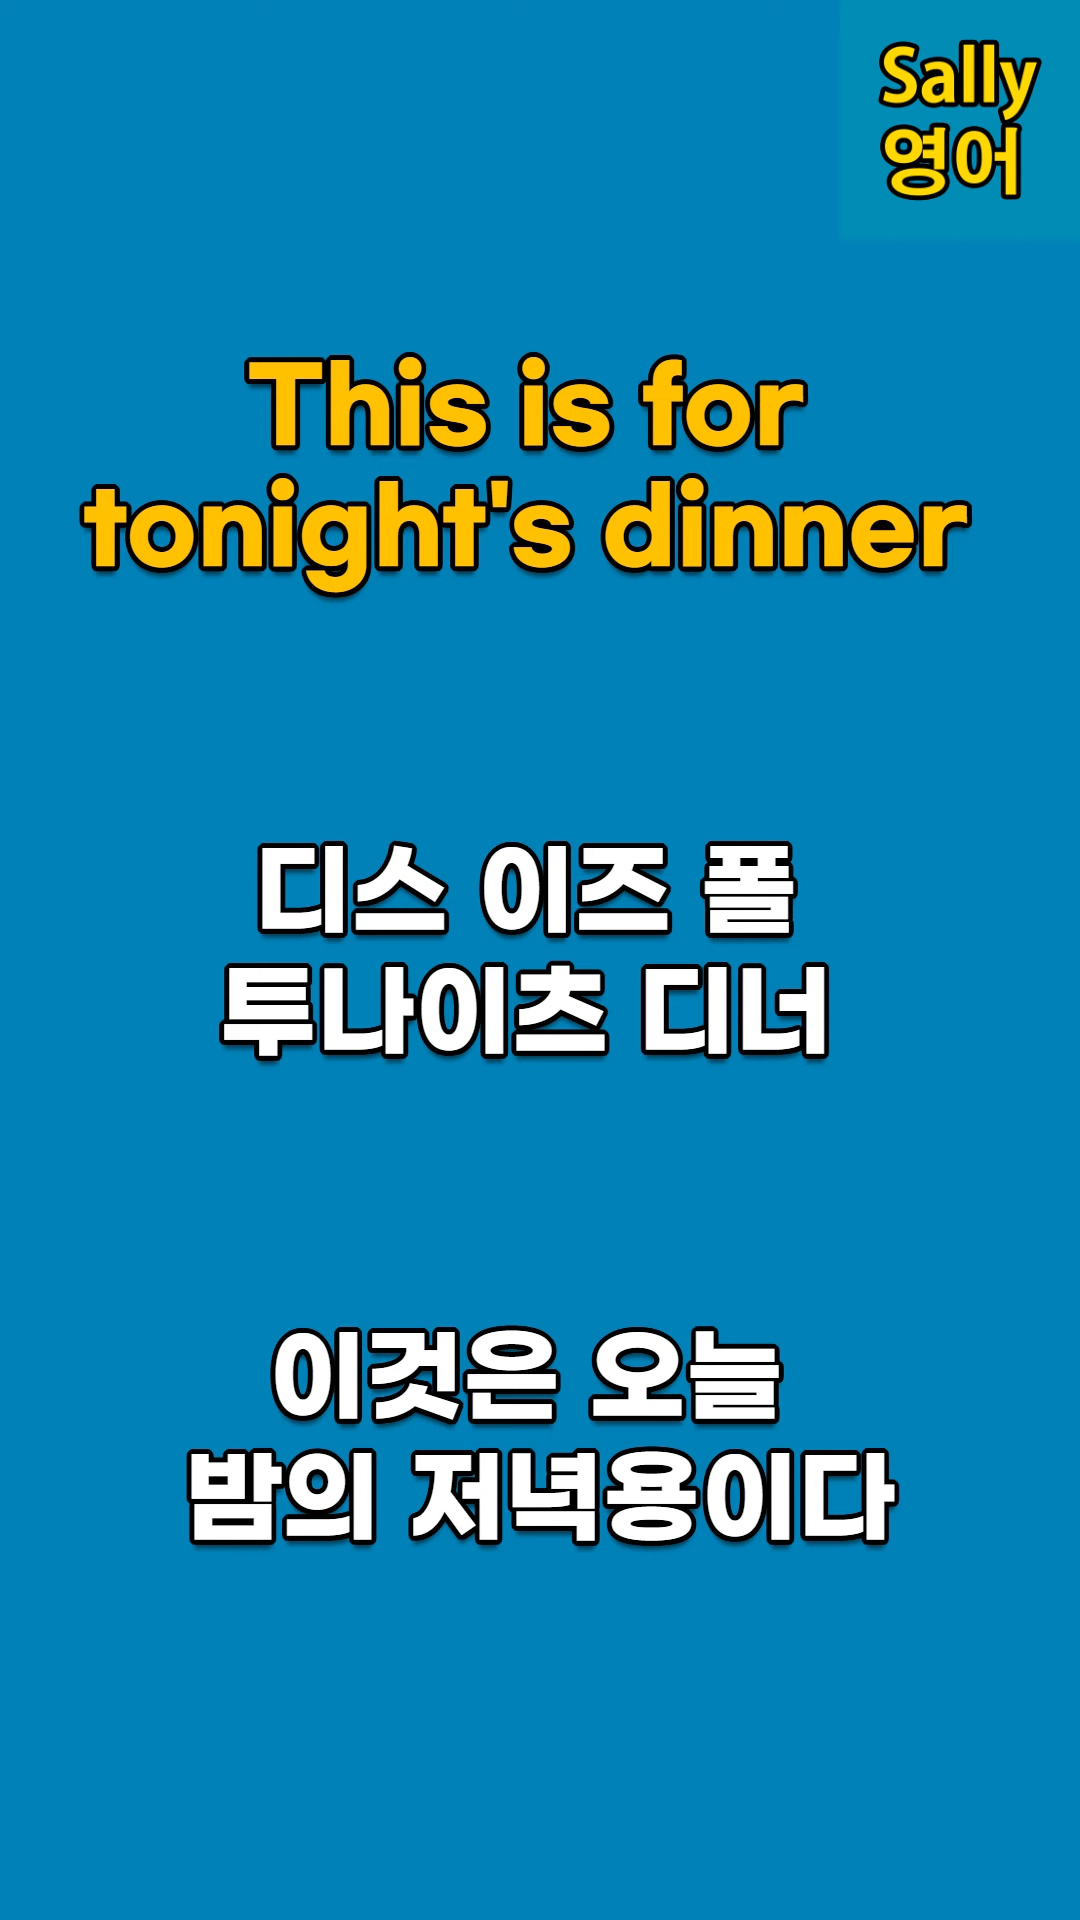 Sally
영어
This is for
tonight's dinner
디스 이즈 폴
투나이츠 디너
이것은 오늘
밤의 저녁용이다